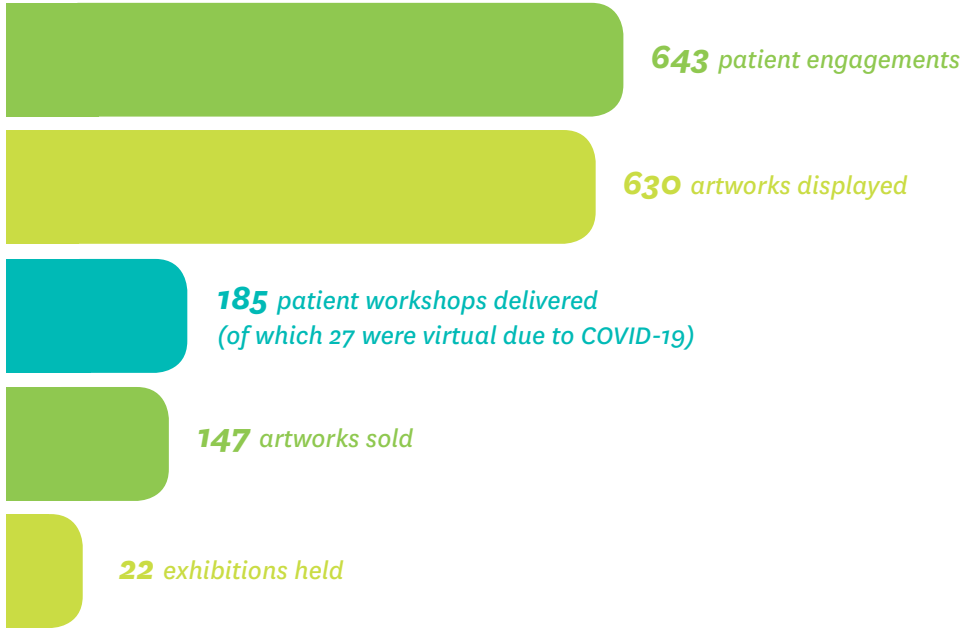 643 patient engagements
630 artworks displayed
185 patient workshops delivered
(of which 27 were virtual due to COVID-19)
147 artworks sold
22 exhibitions held